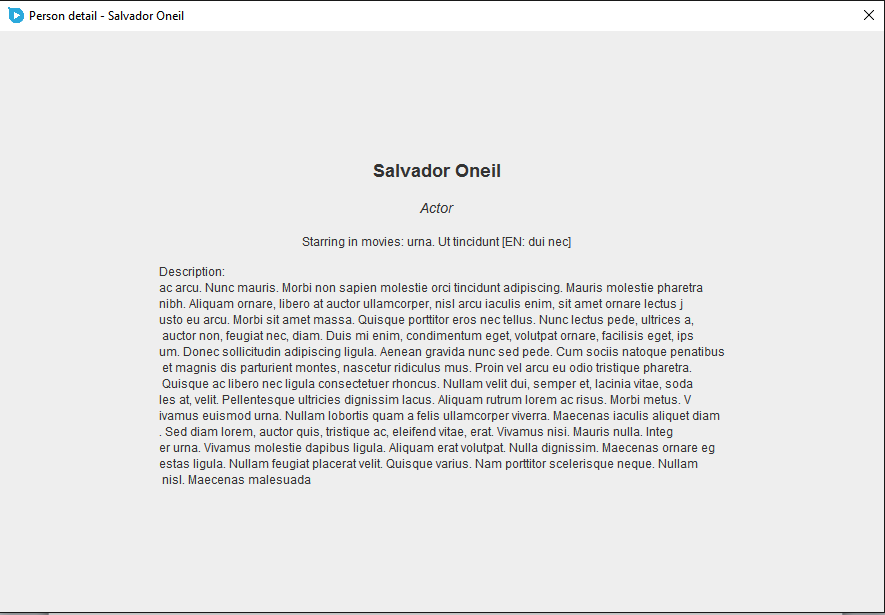 Person detail - Salvador Oneil
Salvador Oneil
Actor
Starring in movies: urna. Ut tincidunt [EN: dui nec]
Description:
ac arcu. Nunc mauris. Morbi non sapien molestie orci tincidunt adipiscing. Mauris molestie pharetra
nibh. Aliquam ornare, libero at auctor ullamcorper, nisl arcu iaculis enim, sit amet ornare lectus j
usto eu arcu. Morbi sit amet massa. Quisque porttitor eros nec tellus. Nunc lectus pede, ultrices a,
auctor non, feugiat nec, diam. Duis mi enim, condimentum eget, volutpat ornare, facilisis eget, ips
um. Donec sollicitudin adipiscing ligula. Aenean gravida nunc sed pede. Cum sociis natoque penatibus
et magnis dis parturient montes, nascetur ridiculus mus. Proin vel arcu eu odio tristique pharetra.
Quisque ac libero nec ligula consectetuer rhoncus. Nullam velit dui, semper et, lacinia vitae, soda
les at, velit. Pellentesque ultricies dignissim lacus. Aliquam rutrum lorem ac risus. Morbi metus. V
ivamus euismod urna. Nullam lobortis quam a felis ullamcorper viverra. Maecenas iaculis aliquet diam
. Sed diam lorem, auctor quis, tristique ac, eleifend vitae, erat. Vivamus nisi. Mauris nulla. Integ
er urna. Vivamus molestie dapibus ligula. Aliquam erat volutpat. Nulla dignissim. Maecenas ornare eg
estas ligula. Nullam feugiat placerat velit. Quisque varius. Nam porttitor scelerisque neque. Nullam
nisl. Maecenas malesuada